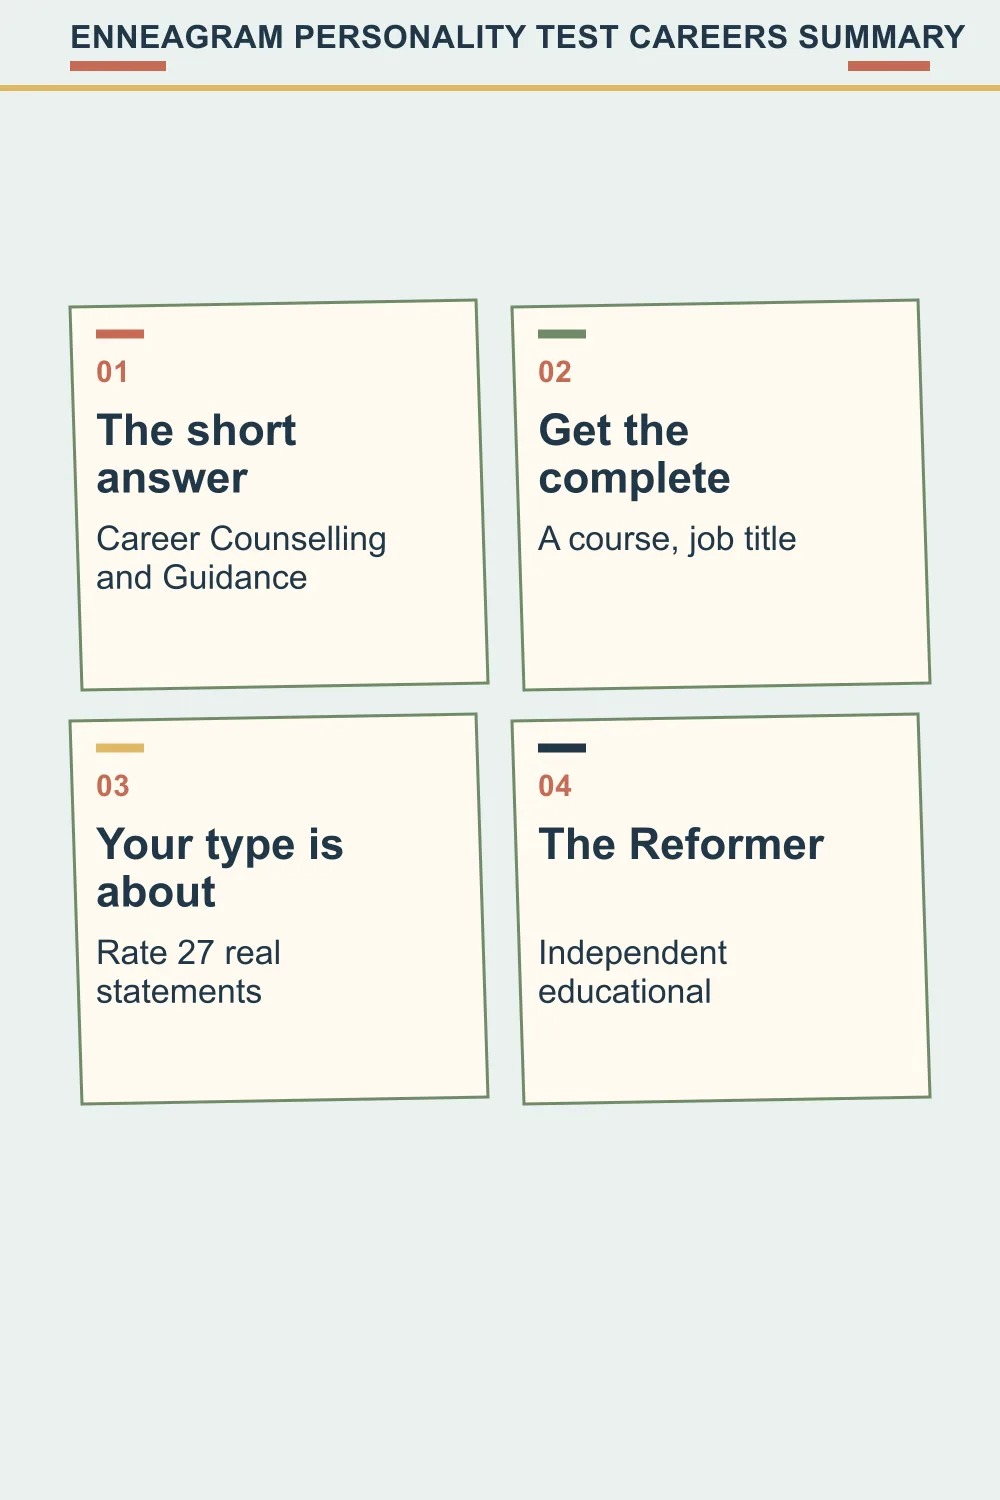 ENNEAGRAM PERSONALITY TEST CAREERS SUMMARY
01
The short
answer
Career Counselling
and Guidance
02
Get the
complete
A course, job title
03
Your type is
about
Rate 27 real
statements
04
The Reformer
Independent
educational